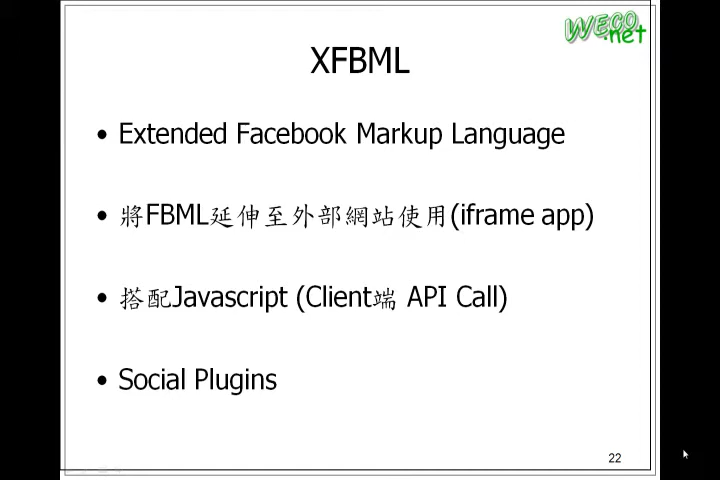 WECO.net
XFBML
• Extended Facebook Markup Language
• 將FBML延伸至外部網站使用(iframe app)
• 搭配Javascript (Client端 API Call)
• Social Plugins
22